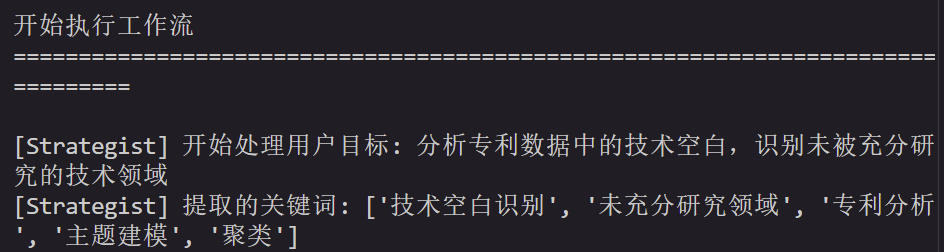 开始执行工作流
=======================================================================
=========
[Strategist] 开始处理用户目标: 分析专利数据中的技术空白，识别未被充分研
究的技术领域
[Strategist] 提取的关键词: ['技术空白识别', '未充分研究领域', '专利分析
', '主题建模', '聚类']